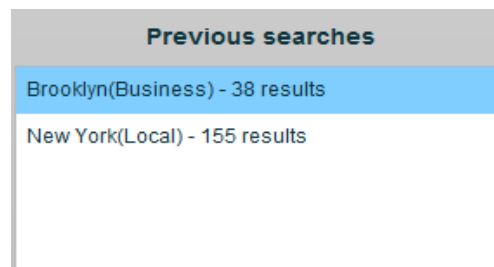 Previous searches
Brooklyn(Business) - 38 results
New York(Local) - 155 results